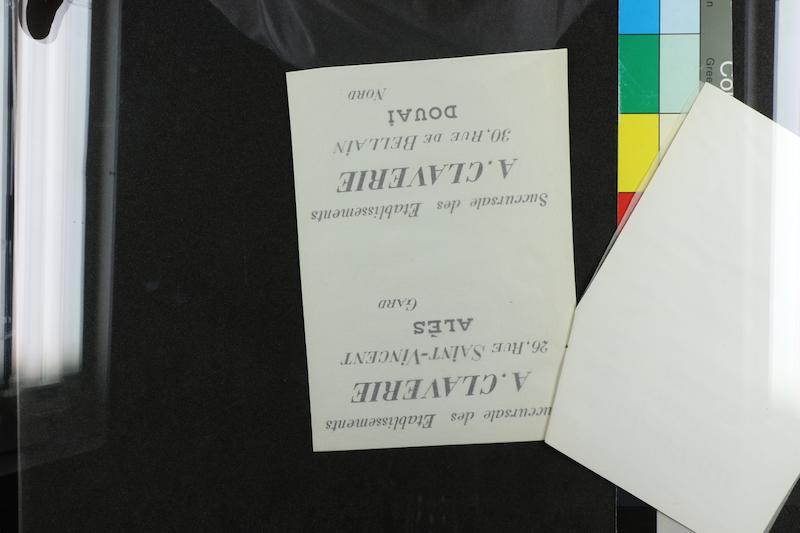 uccursale des Etablissements
A. CLAVERIE
26, RUE SAINT-VINCENT
ALÈS
GARD
Succursale des Etablissements
A. CLAVERIE
30, RUE DE BELLAIN
DOUAI
NORD